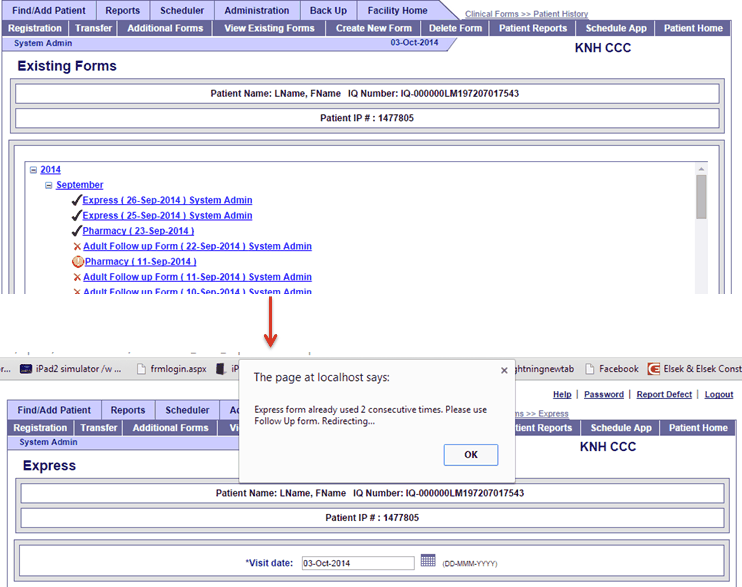 Find/Add Patient Reports Scheduler Administration Back Up Facility Home
Clinical Forms >> Patient History
Registration Transfer Additional Forms View Existing Forms Create New Form Delete Form Patient Reports Schedule App Patient Home
System Admin 03-Oct-2014
KNH CCC
Existing Forms
Patient Name: LName, FName IQ Number: IQ-000000LM197207017543
Patient IP # : 1477805
2014
September
Express ( 26-Sep-2014 ) System Admin
Express ( 25-Sep-2014 ) System Admin
Pharmacy ( 23-Sep-2014 )
Adult Follow up Form ( 22-Sep-2014 ) System Admin
Pharmacy ( 11-Sep-2014 )
Adult Follow up Form ( 11-Sep-2014 ) System Admin
Adult Follow up Form ( 10-Sep-2014 ) System Admin
r... iPad2 simulator /w ... frmlogin.aspx iP
ghtningnewtab Facebook Elsek & Elsek Const
The page at localhost says:
Express form already used 2 consecutive times. Please use
Follow Up form. Redirecting...
OK
Help | Password | Report Defect | Logout
Find/Add Patient Reports Scheduler Ad
ms >> Express
Registration Transfer Additional Forms Vi
tient Reports Schedule App Patient Home
System Admin
KNH CCC
Express
Patient Name: LName, FName IQ Number: IQ-000000LM197207017543
Patient IP # : 1477805
*Visit date: 03-Oct-2014 (DD-MMM-YYYY)